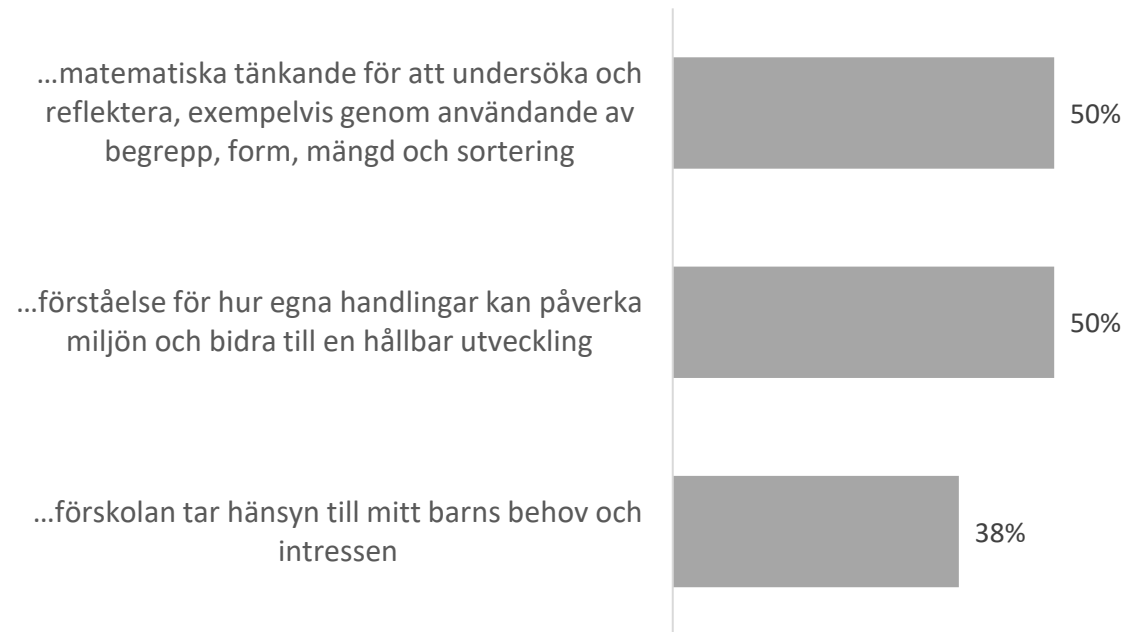 ...matematiska tänkande för att undersöka och
reflektera, exempelvis genom användande av
begrepp, form, mängd och sortering
50%
...förståelse för hur egna handlingar kan påverka
miljön och bidra till en hållbar utveckling
50%
...förskolan tar hänsyn till mitt barns behov och
intressen
38%